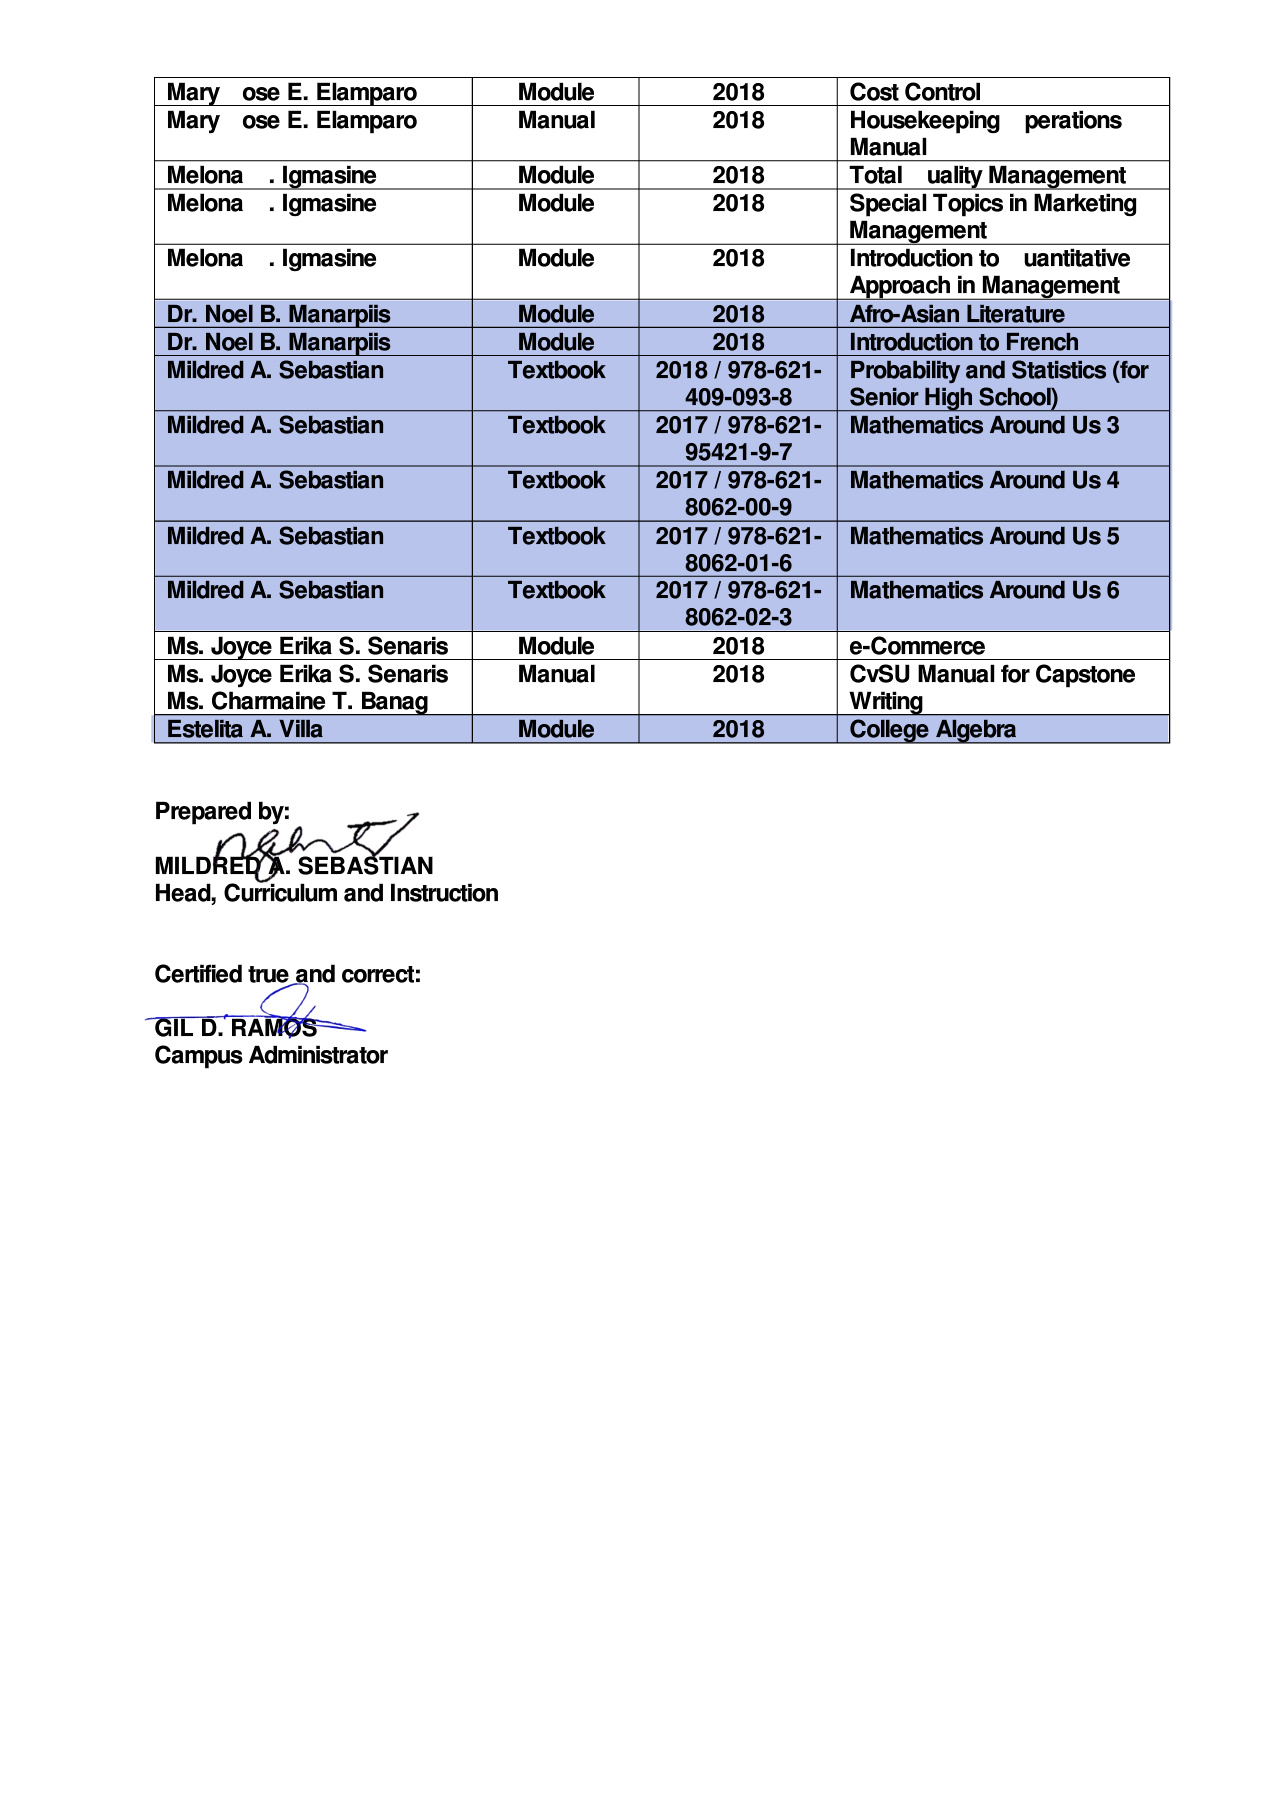 Mary ose E. Elamparo Module 2018 Cost Control
Mary ose E. Elamparo Manual 2018 Housekeeping perations
Manual
Melona . Igmasine Module 2018 Total uality Management
Melona . Igmasine Module 2018 Special Topics in Marketing
Management
Melona . Igmasine Module 2018 Introduction to uantitative
Approach in Management
Dr. Noel B. Manarpiis Module 2018 Afro-Asian Literature
Dr. Noel B. Manarpiis Module 2018 Introduction to French
Mildred A. Sebastian Textbook 2018 / 978-621- Probability and Statistics (for
409-093-8 Senior High School)
Mildred A. Sebastian Textbook 2017 / 978-621- Mathematics Around Us 3
95421-9-7
Mildred A. Sebastian Textbook 2017 / 978-621- Mathematics Around Us 4
8062-00-9
Mildred A. Sebastian Textbook 2017 / 978-621- Mathematics Around Us 5
8062-01-6
Mildred A. Sebastian Textbook 2017 / 978-621- Mathematics Around Us 6
8062-02-3
Ms. Joyce Erika S. Senaris Module 2018 e-Commerce
Ms. Joyce Erika S. Senaris Manual 2018 CvSU Manual for Capstone
Ms. Charmaine T. Banag Writing
Estelita A. Villa Module 2018 College Algebra
Prepared by:
MILDRED A. SEBASTIAN
Head, Curriculum and Instruction
Certified true and correct:
GIL D. RAMOS
Campus Administrator